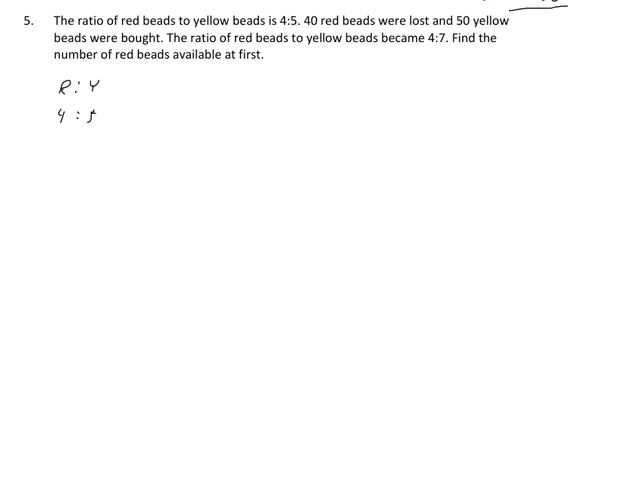 5. The ratio of red beads to yellow beads is 4:5. 40 red beads were lost and 50 yellow
beads were bought. The ratio of red beads to yellow beads became 4:7. Find the
number of red beads available at first.
R : Y
4 : 5